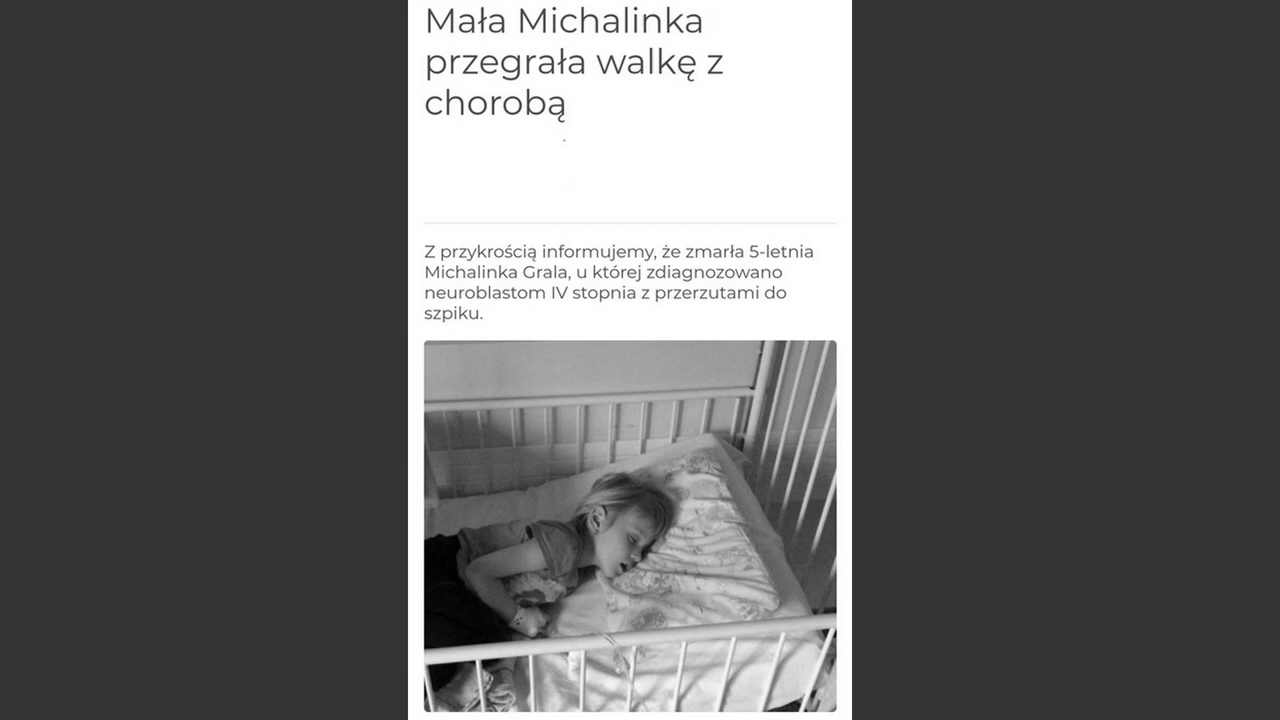 Mała Michalinka
przegrała walkę z
chorobą
Z przykrością informujemy, że zmarła 5-letnia
Michalinka Grala, u której zdiagnozowano
neuroblastom IV stopnia z przerzutami do
szpiku.